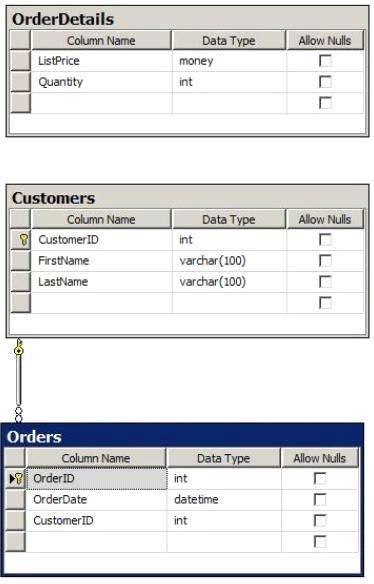 OrderDetails
Column Name Data Type Allow Nulls
ListPrice money
Quantity int
Customers
Column Name Data Type Allow Nulls
CustomerID int
FirstName varchar(100)
LastName varchar(100)
Orders
Column Name Data Type Allow Nulls
OrderID int
OrderDate datetime
CustomerID int